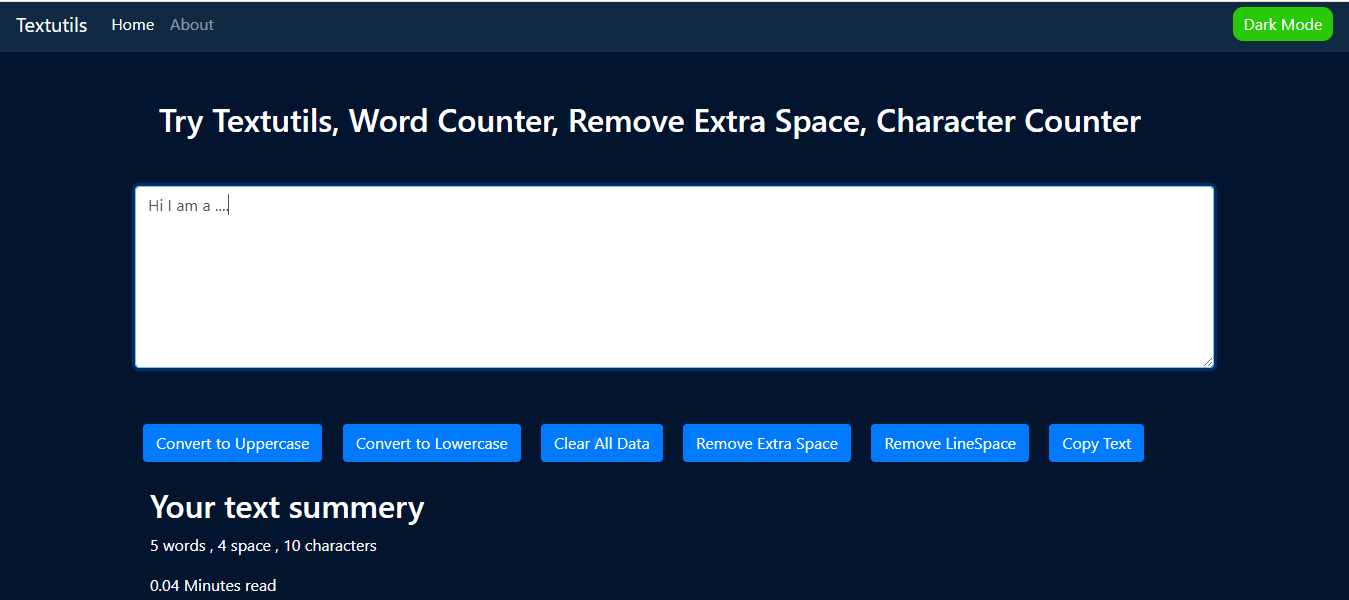 Textutils Home About Dark Mode
Try Textutils, Word Counter, Remove Extra Space, Character Counter
Hi I am a ....
Convert to Uppercase Convert to Lowercase Clear All Data Remove Extra Space Remove LineSpace Copy Text
Your text summery
5 words , 4 space , 10 characters
0.04 Minutes read